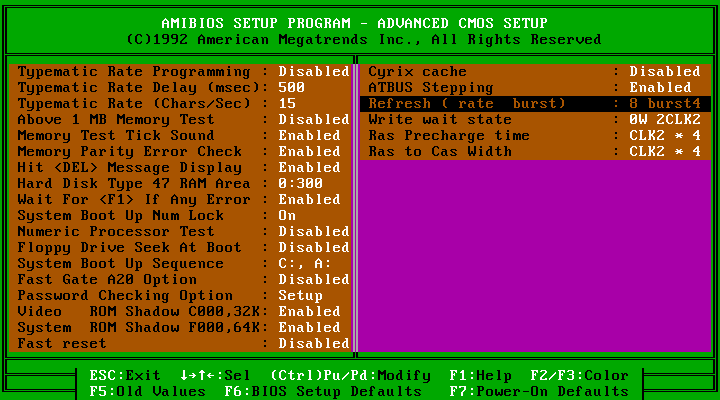 AMIBIOS SETUP PROGRAM - ADVANCED CMOS SETUP
(C)1992 American Megatrends Inc., All Rights Reserved
Typematic Rate Programming : Disabled
Typematic Rate Delay (msec): 500
Typematic Rate (Chars/Sec) : 15
Above 1 MB Memory Test : Disabled
Memory Test Tick Sound : Enabled
Memory Parity Error Check : Enabled
Hit <DEL> Message Display : Enabled
Hard Disk Type 47 RAM Area : 0:300
Wait For <F1> If Any Error : Enabled
System Boot Up Num Lock : On
Numeric Processor Test : Disabled
Floppy Drive Seek At Boot : Disabled
System Boot Up Sequence : C:, A:
Fast Gate A20 Option : Disabled
Password Checking Option : Setup
Video ROM Shadow C000,32K: Enabled
System ROM Shadow F000,64K: Enabled
Fast reset : Disabled
Cyrix cache : Disabled
ATBUS Stepping : Enabled
Refresh ( rate burst) : 8 burst4
Write wait state : 0W 2CLK2
Ras Precharge time : CLK2 * 4
Ras to Cas Width : CLK2 * 4
ESC:Exit ↓→↑←:Sel (Ctrl)Pu/Pd:Modify F1:Help F2/F3:Color
F5:Old Values F6:BIOS Setup Defaults F7:Power-On Defaults